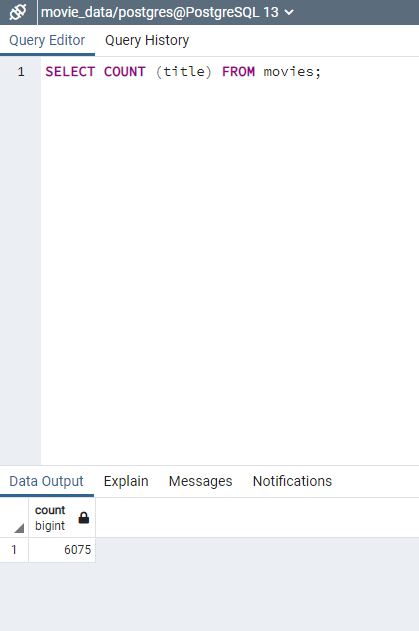 movie_data/postgres@PostgreSQL 13
Query Editor Query History
1 SELECT COUNT (title) FROM movies;
Data Output Explain Messages Notifications
count
bigint
1 6075